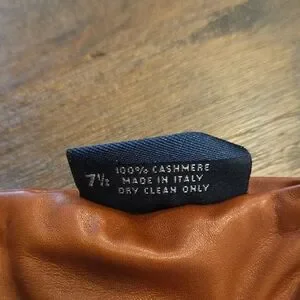 7½
100% CASHMERE
MADE IN ITALY
DRY CLEAN ONLY